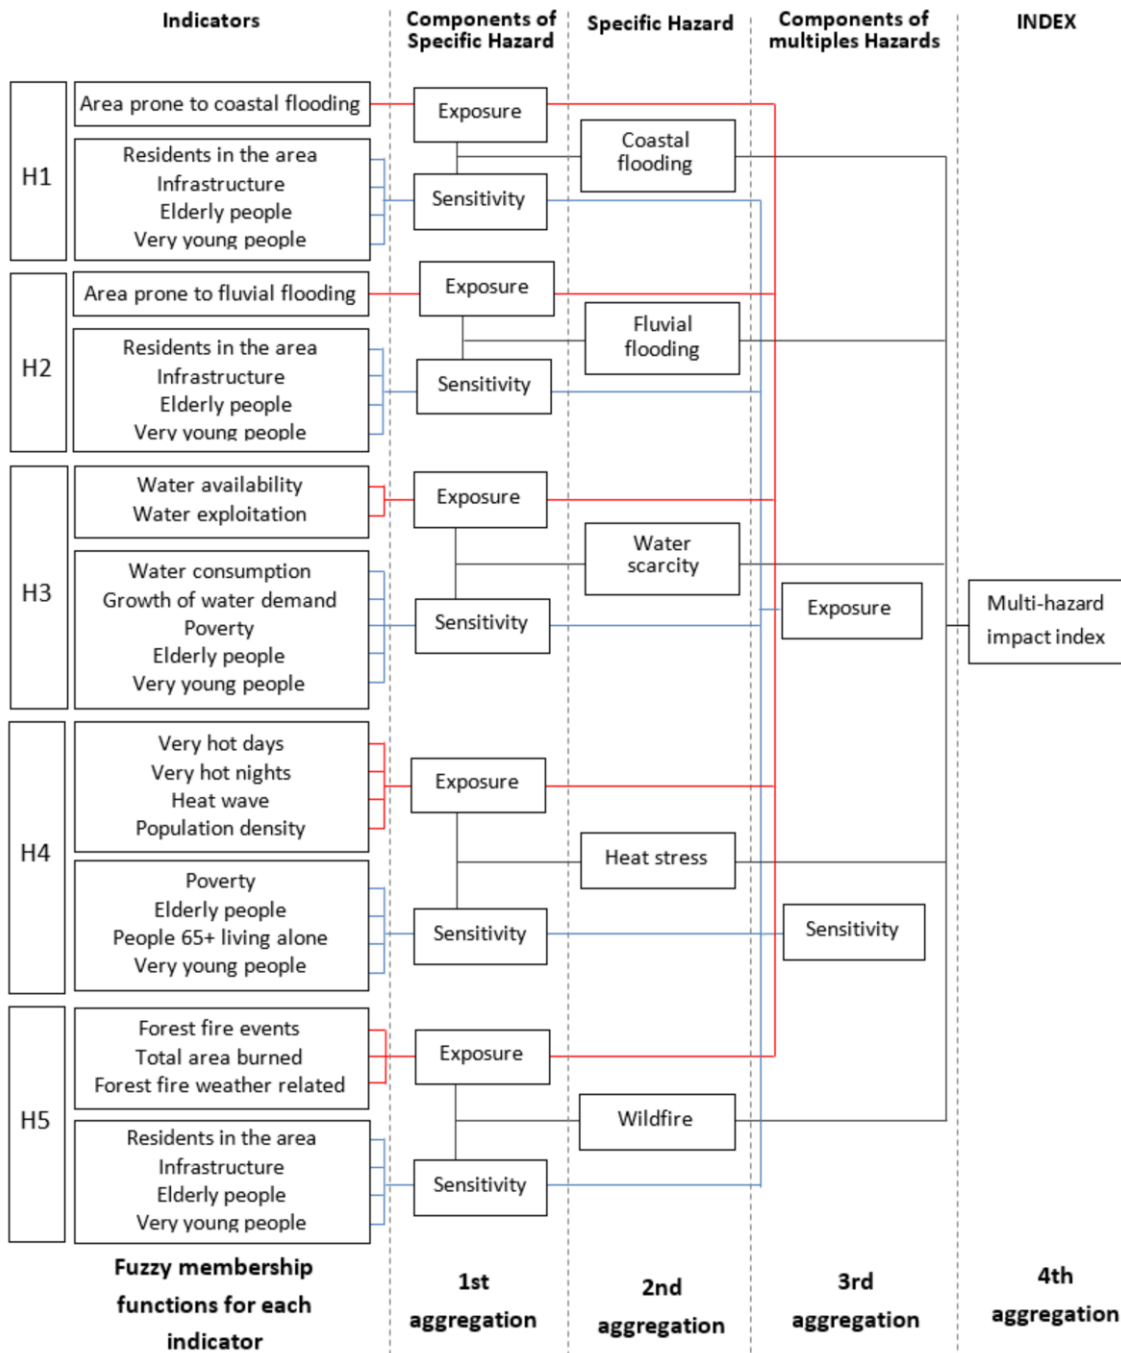 Indicators
Components of
Specific Hazard
Specific Hazard
Components of
multiples Hazards
INDEX
H1
Area prone to coastal flooding
Residents in the area
Infrastructure
Elderly people
Very young people
Exposure
Sensitivity
Coastal
flooding
H2
Area prone to fluvial flooding
Residents in the area
Infrastructure
Elderly people
Very young people
Exposure
Sensitivity
Fluvial
flooding
H3
Water availability
Water exploitation
Water consumption
Growth of water demand
Poverty
Elderly people
Very young people
Exposure
Sensitivity
Water
scarcity
Exposure
Multi-hazard
impact index
H4
Very hot days
Very hot nights
Heat wave
Population density
Poverty
Elderly people
People 65+ living alone
Very young people
Exposure
Sensitivity
Heat stress
Sensitivity
H5
Forest fire events
Total area burned
Forest fire weather related
Residents in the area
Infrastructure
Elderly people
Very young people
Exposure
Sensitivity
Wildfire
Fuzzy membership
functions for each
indicator
1st
aggregation
2nd
aggregation
3rd
aggregation
4th
aggregation